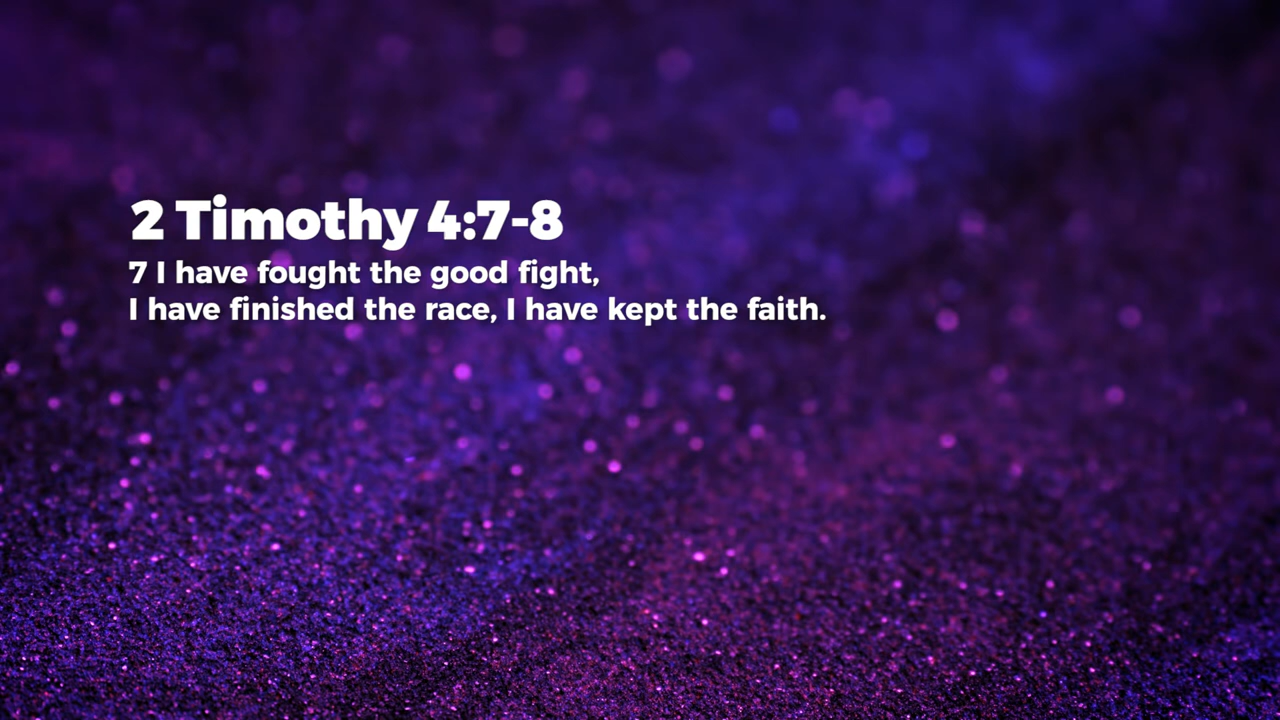 2 Timothy 4:7-8
7 I have fought the good fight,
I have finished the race, I have kept the faith.